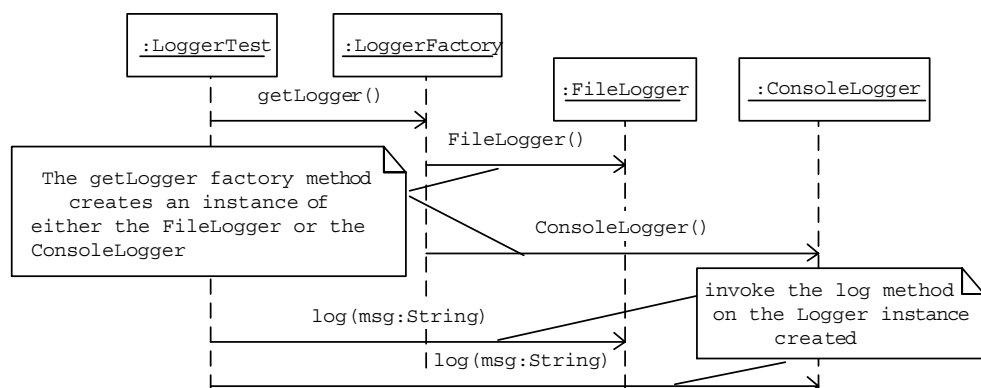 :LoggerTest
:LoggerFactory
:FileLogger
:ConsoleLogger
getLogger()
FileLogger()
The getLogger factory method
creates an instance of
either the FileLogger or the
ConsoleLogger
ConsoleLogger()
invoke the log method
on the Logger instance
created
log(msg:String)
log(msg:String)